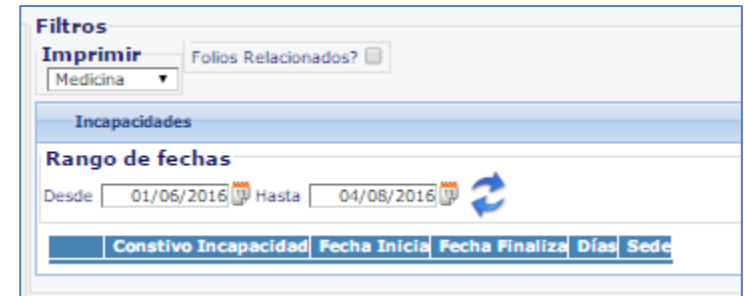 Filtros
Imprimir
Folios Relacionados?
Medicina
Incapacidades
Rango de fechas
Desde 01/06/2016 Hasta 04/08/2016
Constivo Incapacidad Fecha Inicia Fecha Finaliza Días Sede